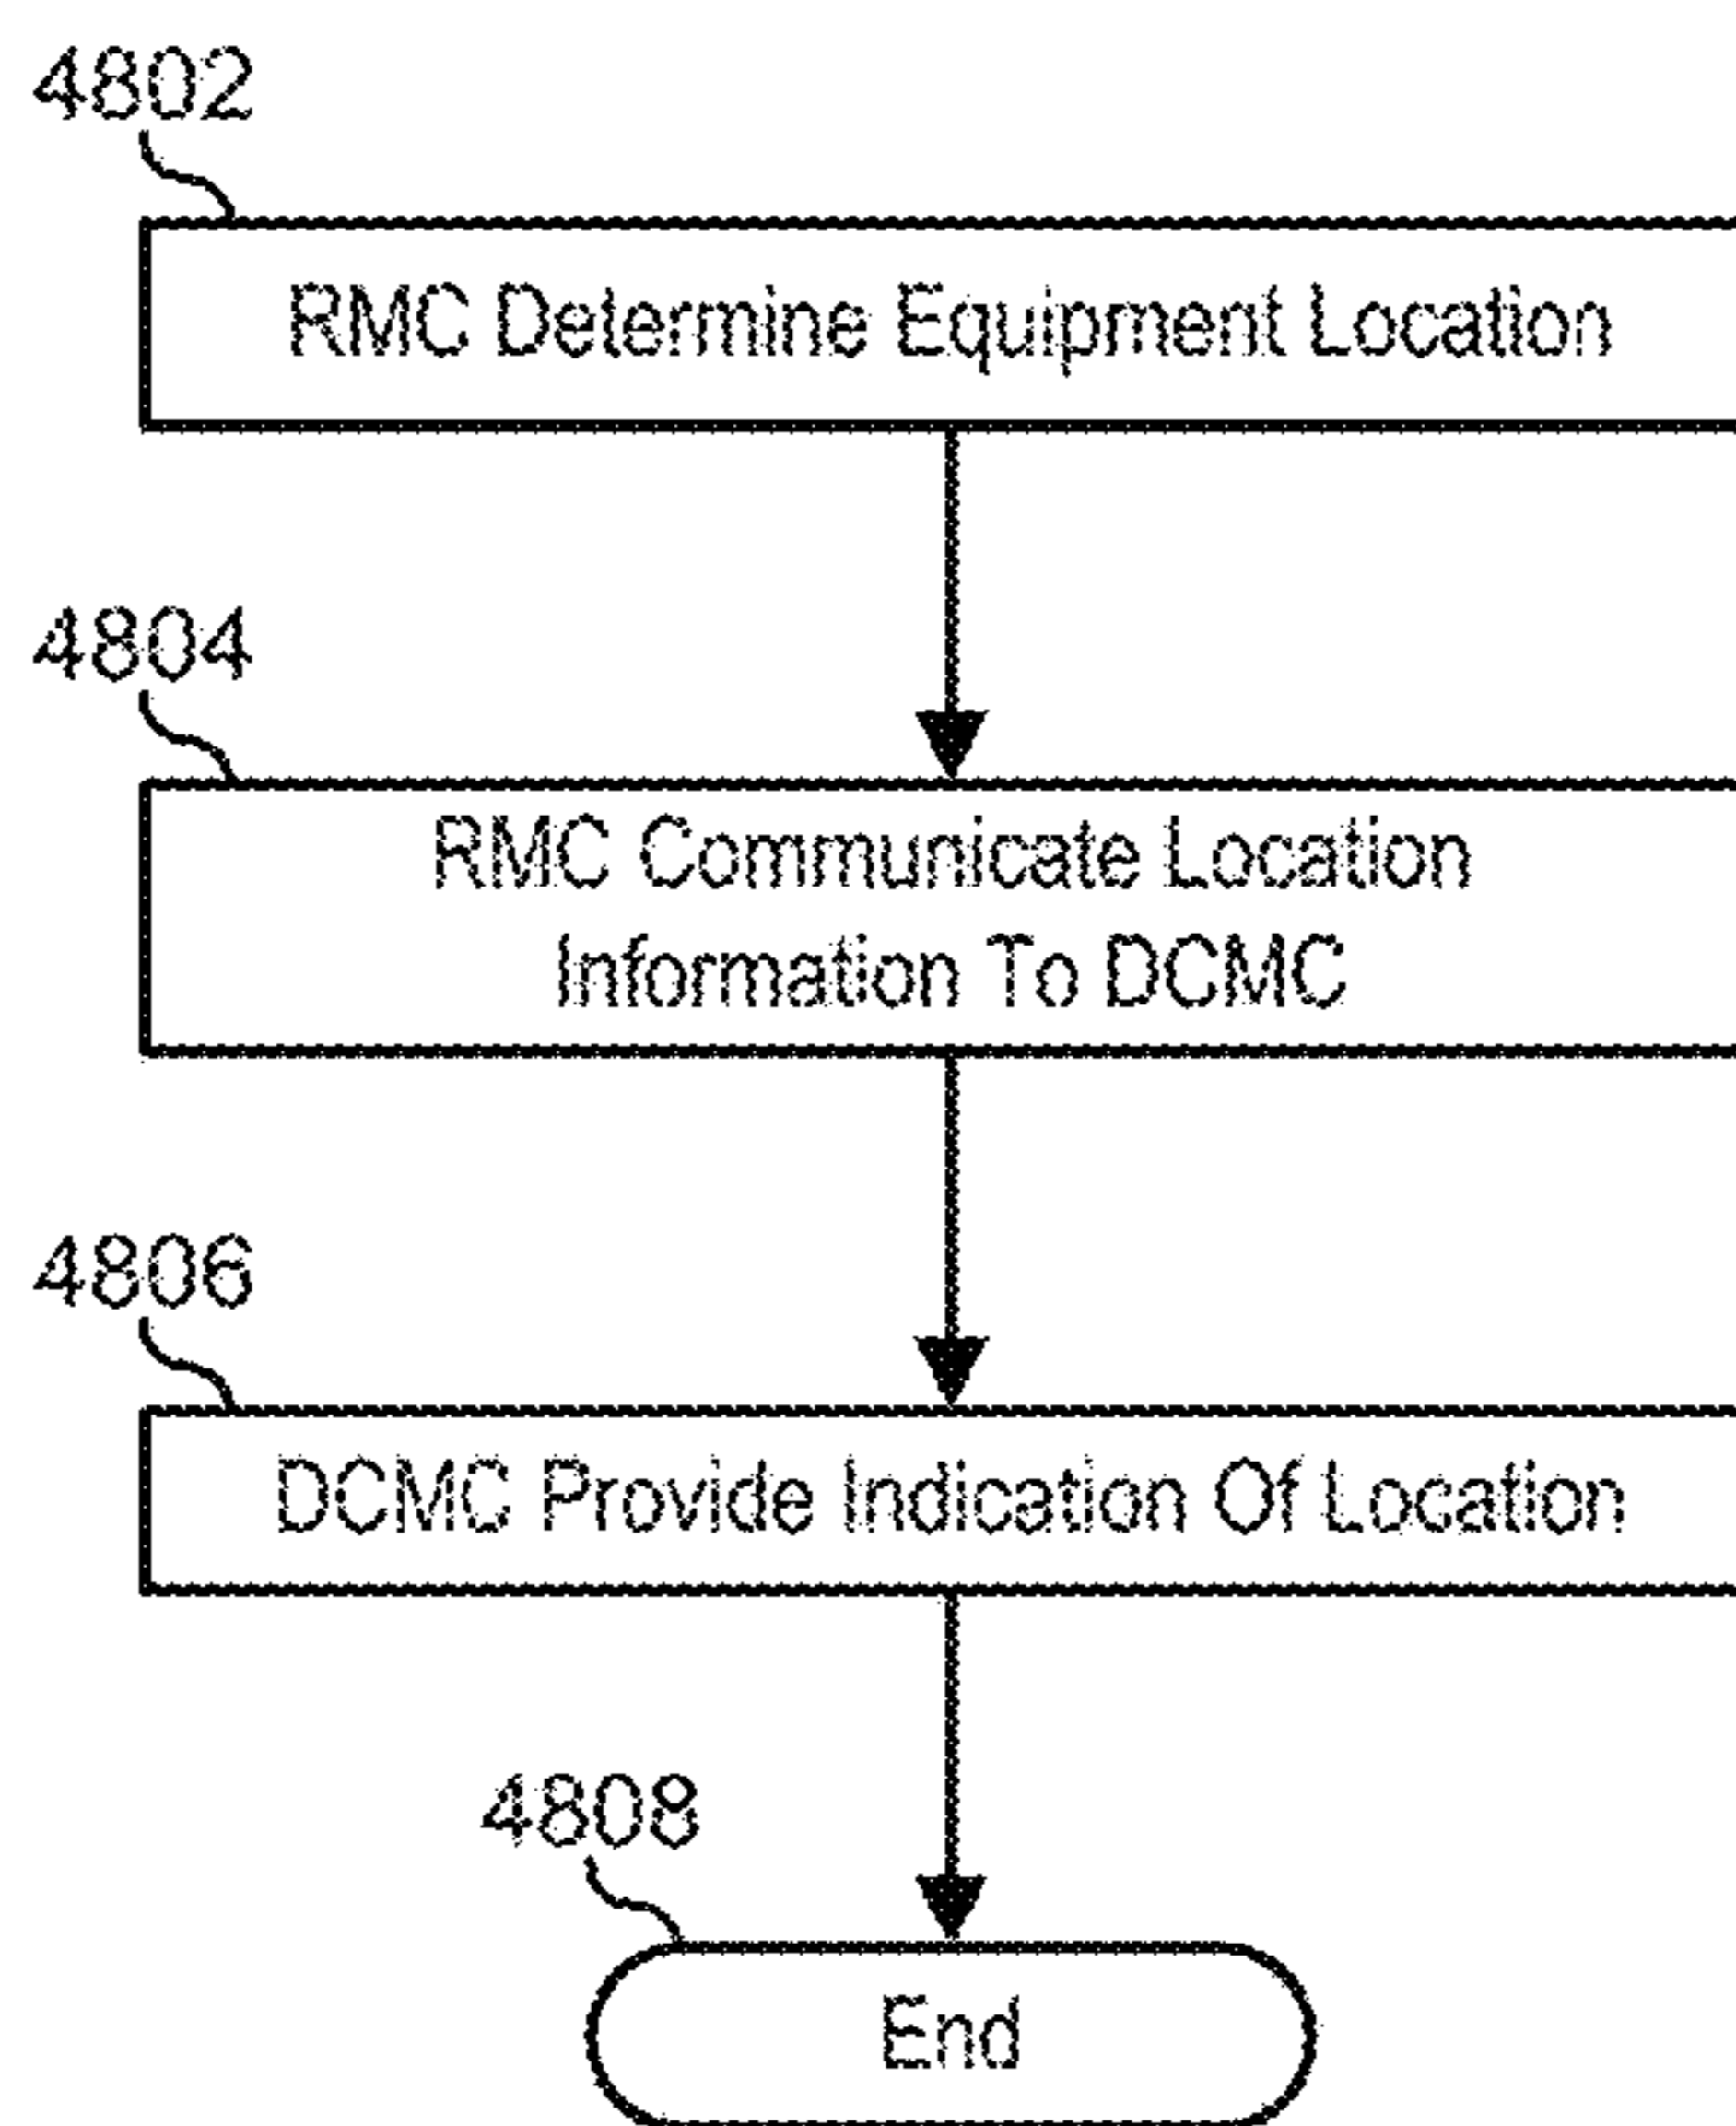 4802
RMC Determine Equipment Location
4804
RMC Communicate Location
Information To DCMC
4806
DCMC Provide Indication Of Location
4808
End